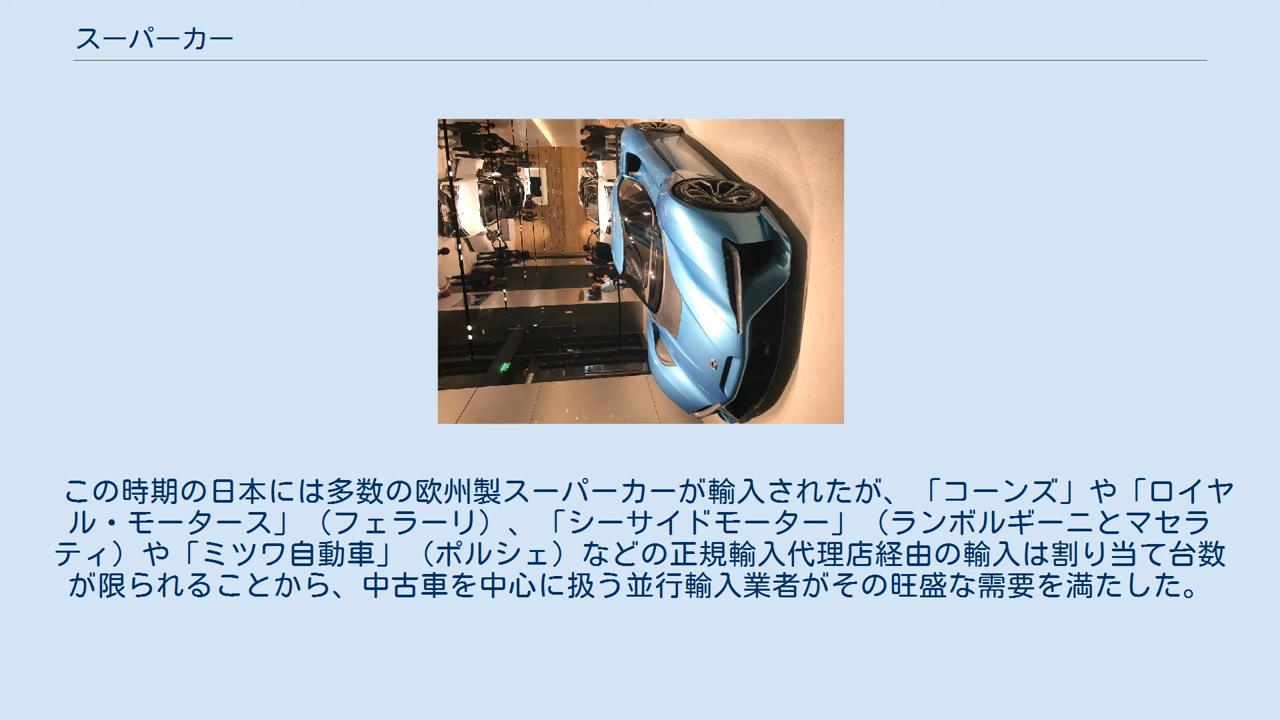 スーパーカー
この時期の日本には多数の欧州製スーパーカーが輸入されたが、「コーンズ」や「ロイヤ
ル・モータース」（フェラーリ）、「シーサイドモーター」（ランボルギーニとマセラ
ティ）や「ミツワ自動車」（ポルシェ）などの正規輸入代理店経由の輸入は割り当て台数
が限られることから、中古車を中心に扱う並行輸入業者がその旺盛な需要を満たした。